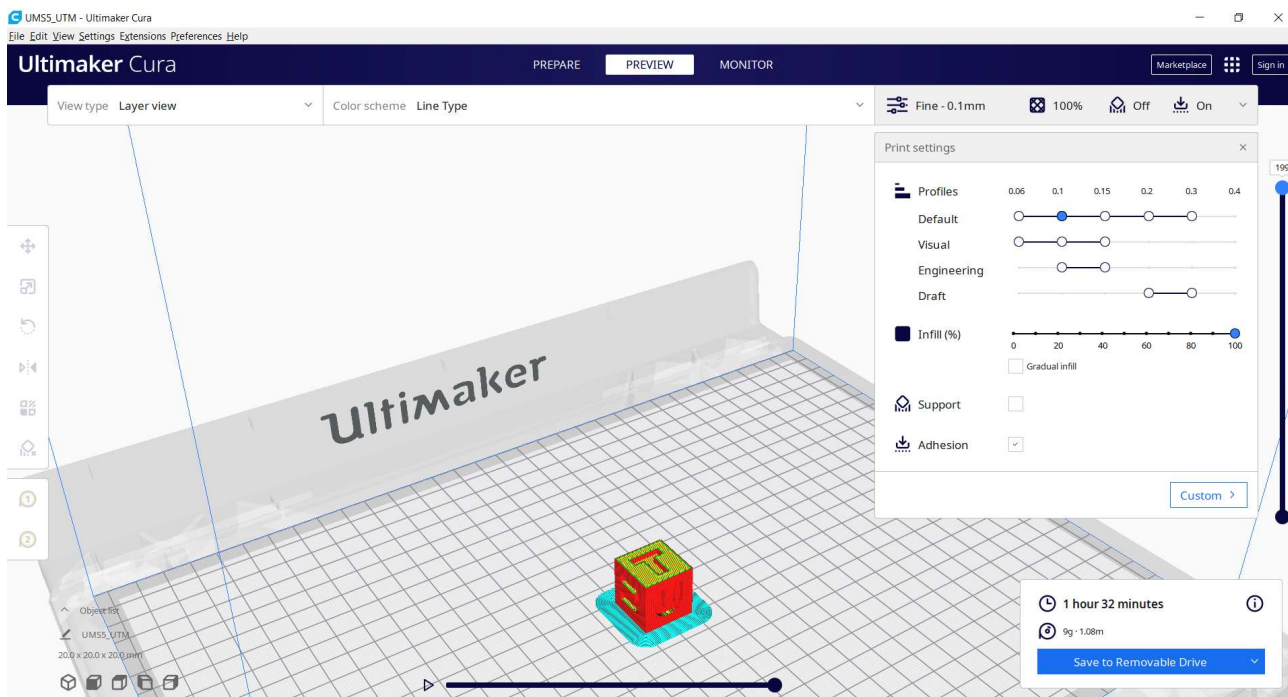 UMS5_UTM - Ultimaker Cura
File Edit View Settings Extensions Preferences Help
Ultimaker Cura
PREPARE PREVIEW MONITOR
Marketplace Sign in
View type Layer view Color scheme Line Type
Fine - 0.1mm 100% Off On
Print settings
199
Profiles 0.06 0.1 0.15 0.2 0.3 0.4
Default
Visual
Engineering
Draft
Infill (%)
0 20 40 60 80 100
Gradual infill
Support
Adhesion
Custom
Ultimaker
1
2
U T
Object list
UMS5_UTM
20.0 x 20.0 x 20.0 mm
1 hour 32 minutes
9g · 1.08m
Save to Removable Drive